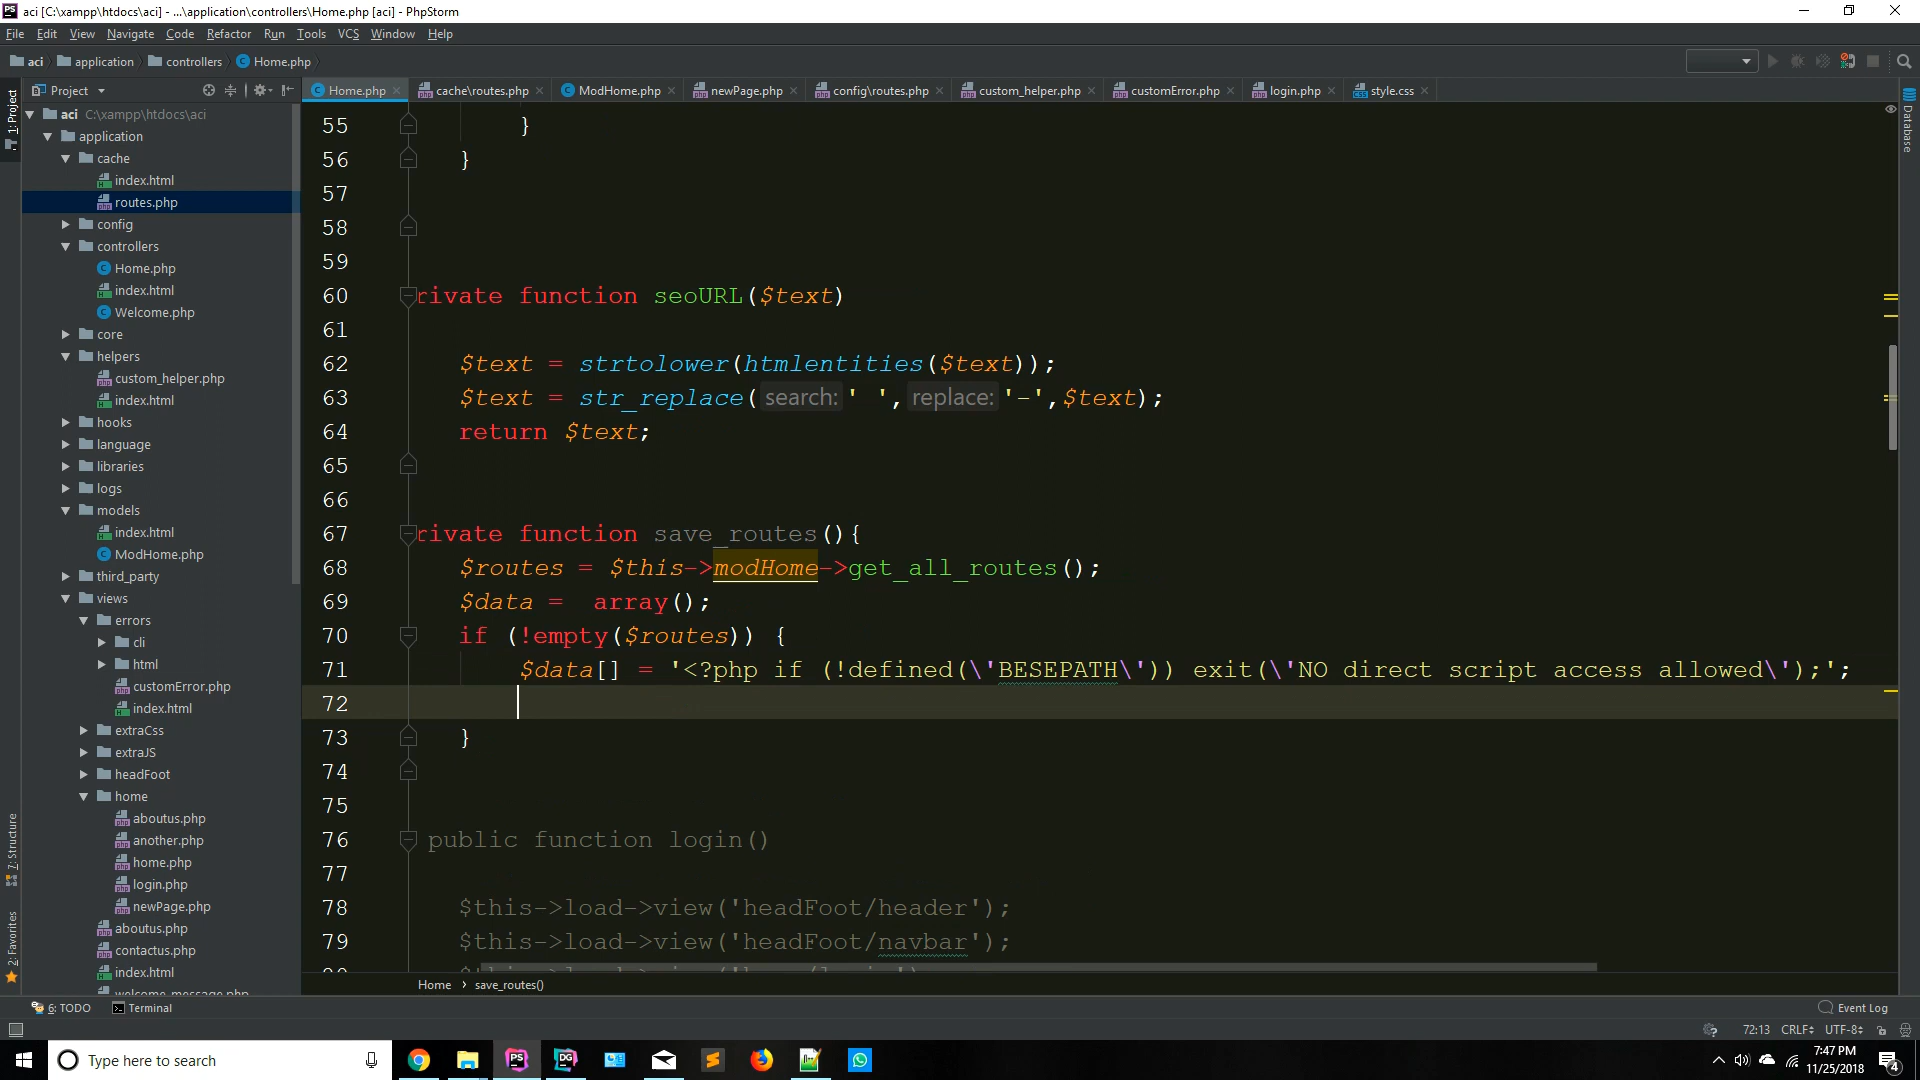 PS aci [C:\xampp\htdocs\aci] - ...\application\controllers\Home.php [aci] - PhpStorm
File Edit View Navigate Code Refactor Run Tools VCS Window Help
aci application controllers Home.php
1: Project
Project
aci C:\xampp\htdocs\aci
application
cache
index.html
routes.php
config
controllers
Home.php
index.html
Welcome.php
core
helpers
custom_helper.php
index.html
hooks
language
libraries
logs
models
index.html
ModHome.php
third_party
views
errors
cli
html
customError.php
index.html
extraCss
extraJS
headFoot
home
aboutus.php
another.php
home.php
login.php
newPage.php
aboutus.php
contactus.php
index.html
welcome_message.php
7: Structure
2: Favorites
Home.php cache\routes.php ModHome.php newPage.php config\routes.php custom_helper.php customError.php login.php style.css
Database
55 }
56 }
57
58
59
60 rivate function seoURL($text)
61
62 $text = strtolower(htmlentities($text));
63 $text = str_replace( search: ' ', replace: '-',$text);
64 return $text;
65
66
67 rivate function save_routes(){
68 $routes = $this->modHome->get_all_routes();
69 $data =  array();
70 if (!empty($routes)) {
71 $data[] = '<?php if (!defined(\'BESEPATH\')) exit(\'NO direct script access allowed\');';
72
73 }
74
75
76 public function login()
77
78 $this->load->view('headFoot/header');
79 $this->load->view('headFoot/navbar');
Home › save_routes()
6: TODO Terminal Event Log
72:13 CRLF UTF-8
Type here to search
PS DG
7:47 PM
11/25/2018
4